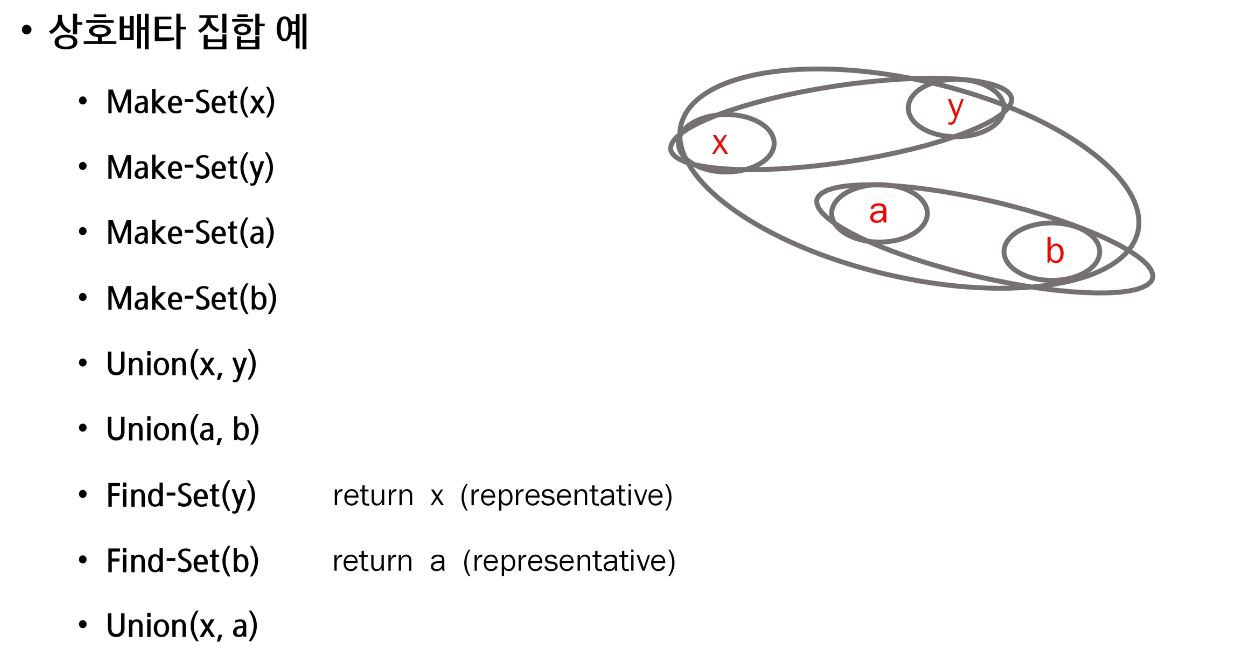 • 상호배타 집합 예
• Make-Set(x)
• Make-Set(y)
• Make-Set(a)
• Make-Set(b)
• Union(x, y)
• Union(a, b)
• Find-Set(y) return x (representative)
• Find-Set(b) return a (representative)
• Union(x, a)
x
y
a
b